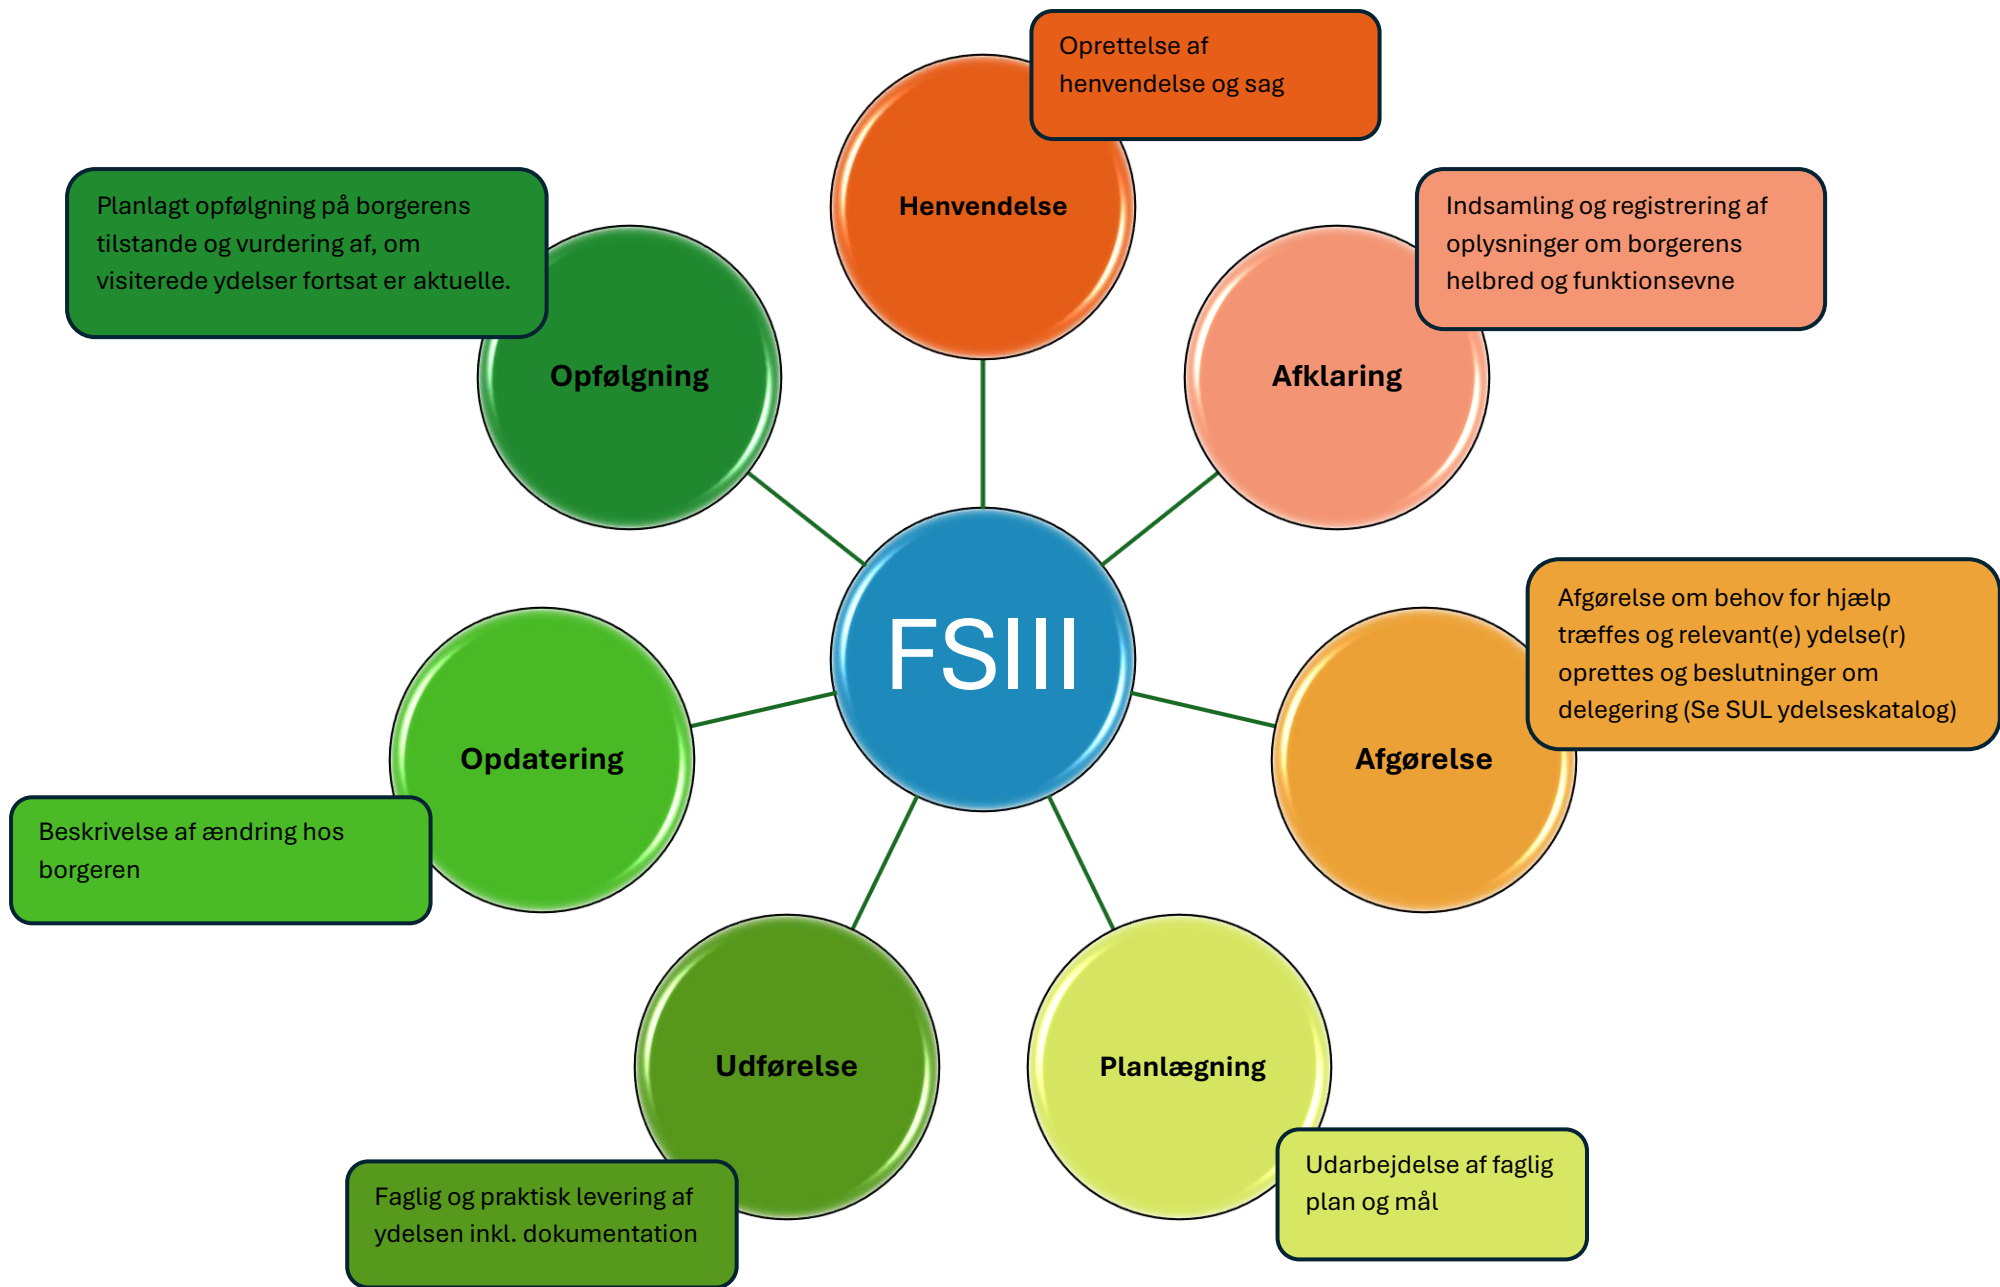 Oprettelse af
henvendelse og sag
Henvendelse
Indsamling og registrering af
oplysninger om borgerens
helbred og funktionsevne
Afklaring
Afgørelse om behov for hjælp
træffes og relevant(e) ydelse(r)
oprettes og beslutninger om
delegering (Se SUL ydelseskatalog)
Afgørelse
Planlægning
Udarbejdelse af faglig
plan og mål
Udførelse
Faglig og praktisk levering af
ydelsen inkl. dokumentation
Opdatering
Beskrivelse af ændring hos
borgeren
Planlagt opfølgning på borgerens
tilstande og vurdering af, om
visiterede ydelser fortsat er aktuelle.
Opfølgning
FSIII